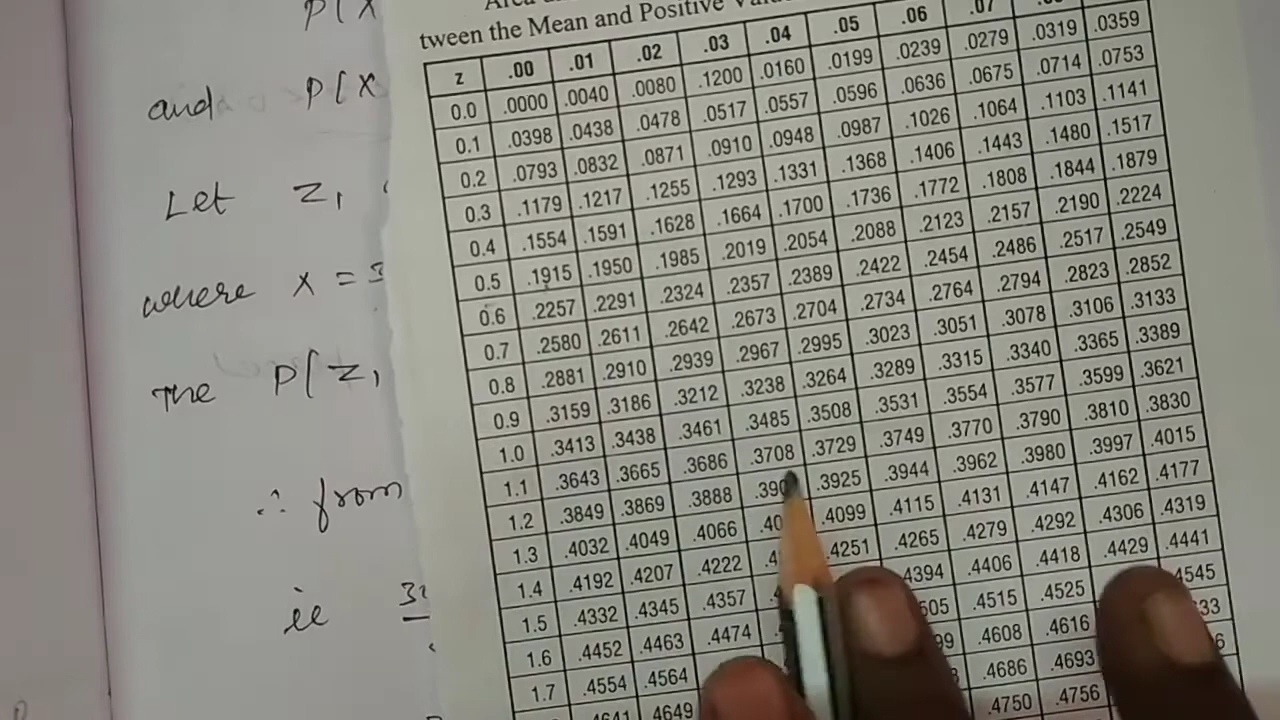 P(X
and P(X
Let Z1
where x =
The P(Z1
∴ from
ie
tween the Mean and Positive
z .00 .01 .02 .03 .04 .05 .06 .07
0.0 .0000 .0040 .0080 .1200 .0160 .0199 .0239 .0279 .0319 .0359
0.1 .0398 .0438 .0478 .0517 .0557 .0596 .0636 .0675 .0714 .0753
0.2 .0793 .0832 .0871 .0910 .0948 .0987 .1026 .1064 .1103 .1141
0.3 .1179 .1217 .1255 .1293 .1331 .1368 .1406 .1443 .1480 .1517
0.4 .1554 .1591 .1628 .1664 .1700 .1736 .1772 .1808 .1844 .1879
0.5 .1915 .1950 .1985 .2019 .2054 .2088 .2123 .2157 .2190 .2224
0.6 .2257 .2291 .2324 .2357 .2389 .2422 .2454 .2486 .2517 .2549
0.7 .2580 .2611 .2642 .2673 .2704 .2734 .2764 .2794 .2823 .2852
0.8 .2881 .2910 .2939 .2967 .2995 .3023 .3051 .3078 .3106 .3133
0.9 .3159 .3186 .3212 .3238 .3264 .3289 .3315 .3340 .3365 .3389
1.0 .3413 .3438 .3461 .3485 .3508 .3531 .3554 .3577 .3599 .3621
1.1 .3643 .3665 .3686 .3708 .3729 .3749 .3770 .3790 .3810 .3830
1.2 .3849 .3869 .3888 .3925 .3944 .3962 .3980 .3997 .4015
1.3 .4032 .4049 .4066 .4099 .4115 .4131 .4147 .4162 .4177
1.4 .4192 .4207 .4222 .4251 .4265 .4279 .4292 .4306 .4319
1.5 .4332 .4345 .4357 .4394 .4406 .4418 .4429 .4441
1.6 .4452 .4463 .4474 .4515 .4525 .4545
1.7 .4554 .4564 .4608 .4616
.4649 .4686 .4693
.4750 .4756